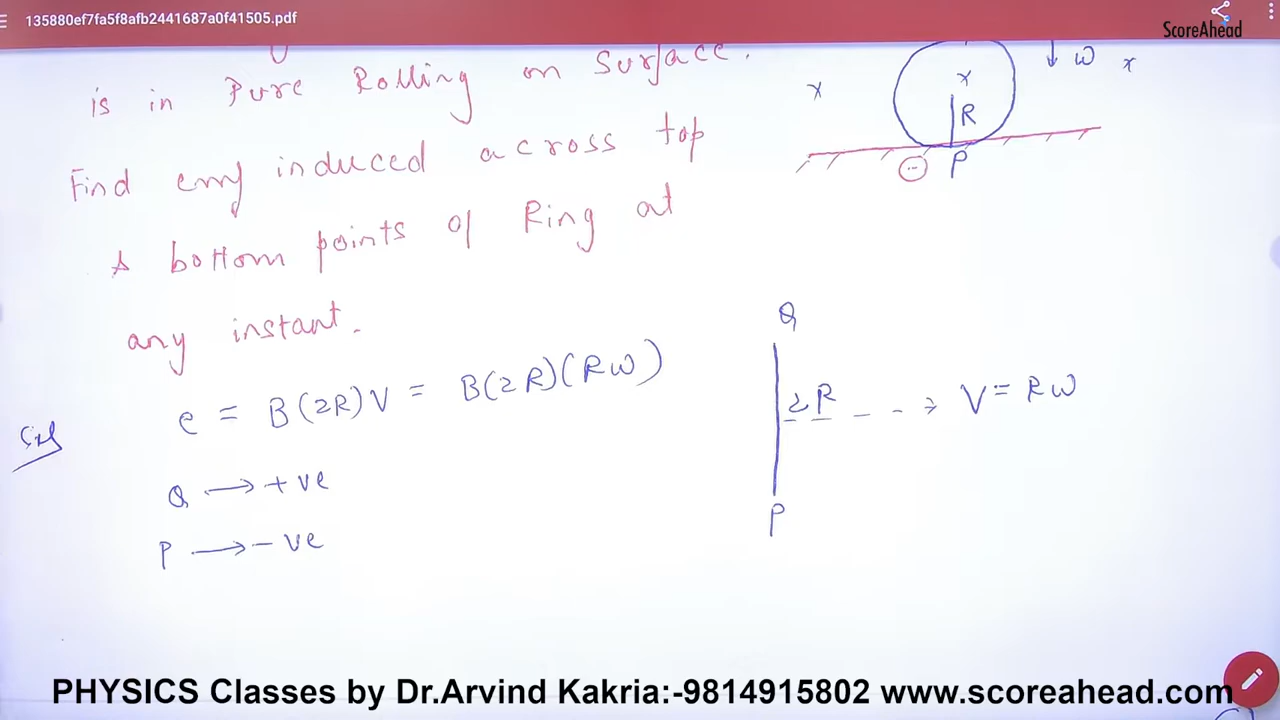 135880ef7fa5f8afb2441687a0f41505.pdf
ScoreAhead
is in Pure Rolling on Surface.
Find emf induced across top
& bottom points of Ring at
any instant.
x x ↓ ω x
R
P
(-)
Sol
e = B(2R)V = B(2R)(Rω)
Q → +ve
P → -ve
Q
2R - - → V = Rω
P
PHYSICS Classes by Dr.Arvind Kakria:-9814915802 www.scoreahead.com